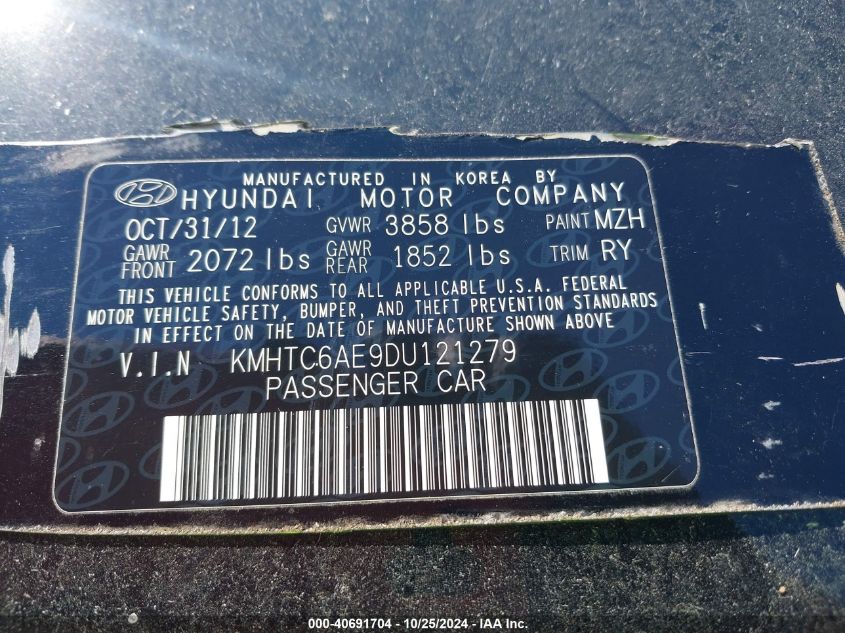 MANUFACTURED IN KOREA BY
HYUNDAI MOTOR COMPANY
OCT/31/12 GVWR 3858 lbs PAINT MZH
GAWR FRONT 2072 lbs GAWR REAR 1852 lbs TRIM RY
THIS VEHICLE CONFORMS TO ALL APPLICABLE U.S.A. FEDERAL
MOTOR VEHICLE SAFETY, BUMPER, AND THEFT PREVENTION STANDARDS
IN EFFECT ON THE DATE OF MANUFACTURE SHOWN ABOVE.
V.I.N KMHTC6AE9DU121279
PASSENGER CAR
000-40691704 - 10/25/2024 - IAA Inc.